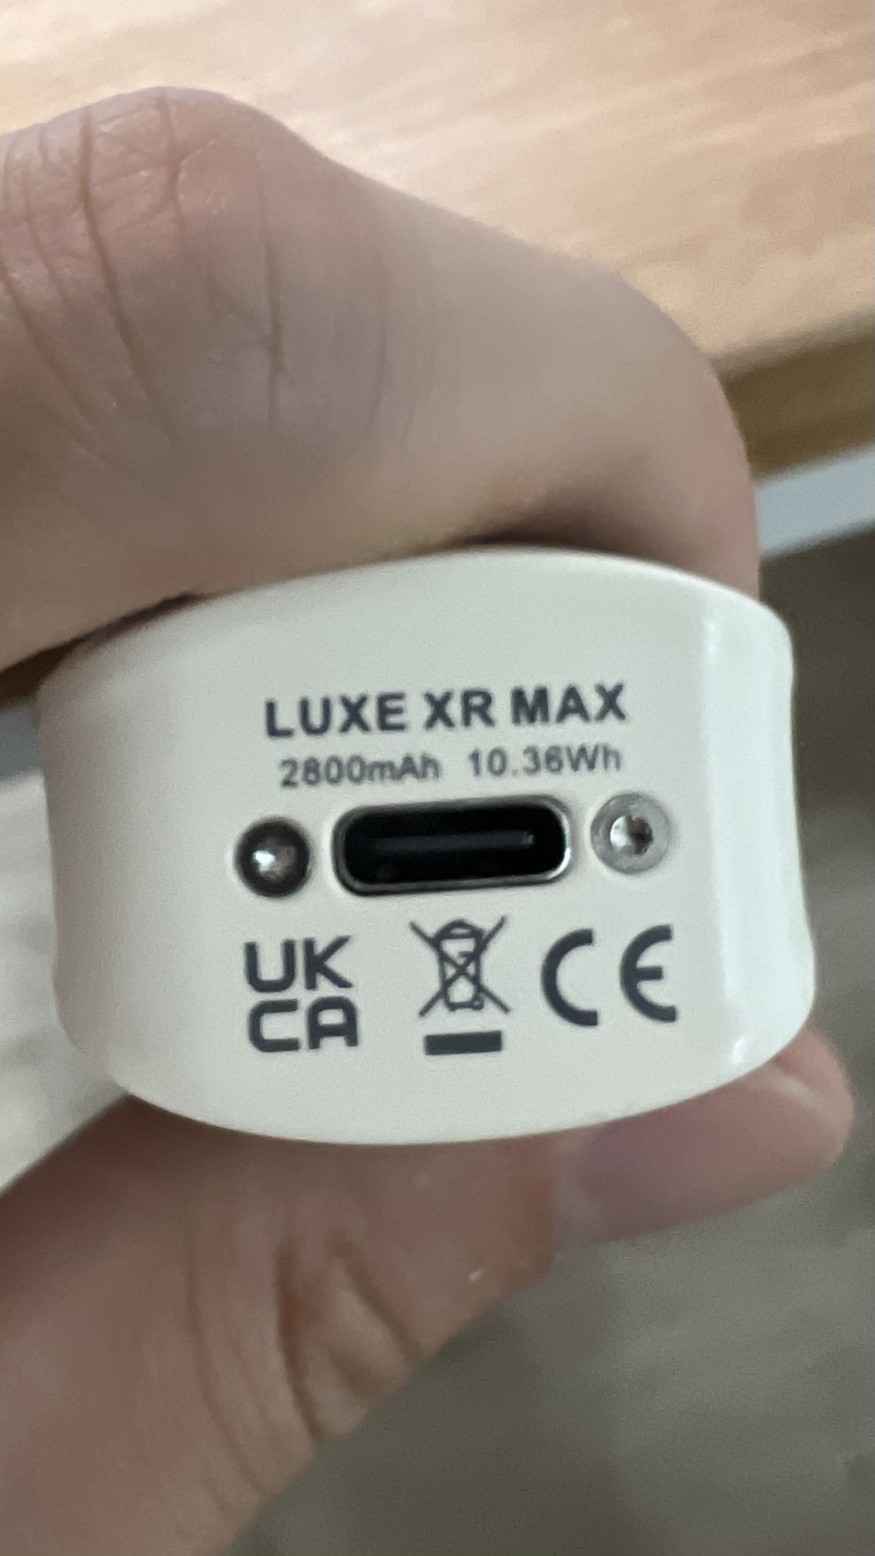 LUXE XR MAX
2800mAh 10.36Wh
UK
CA
CE